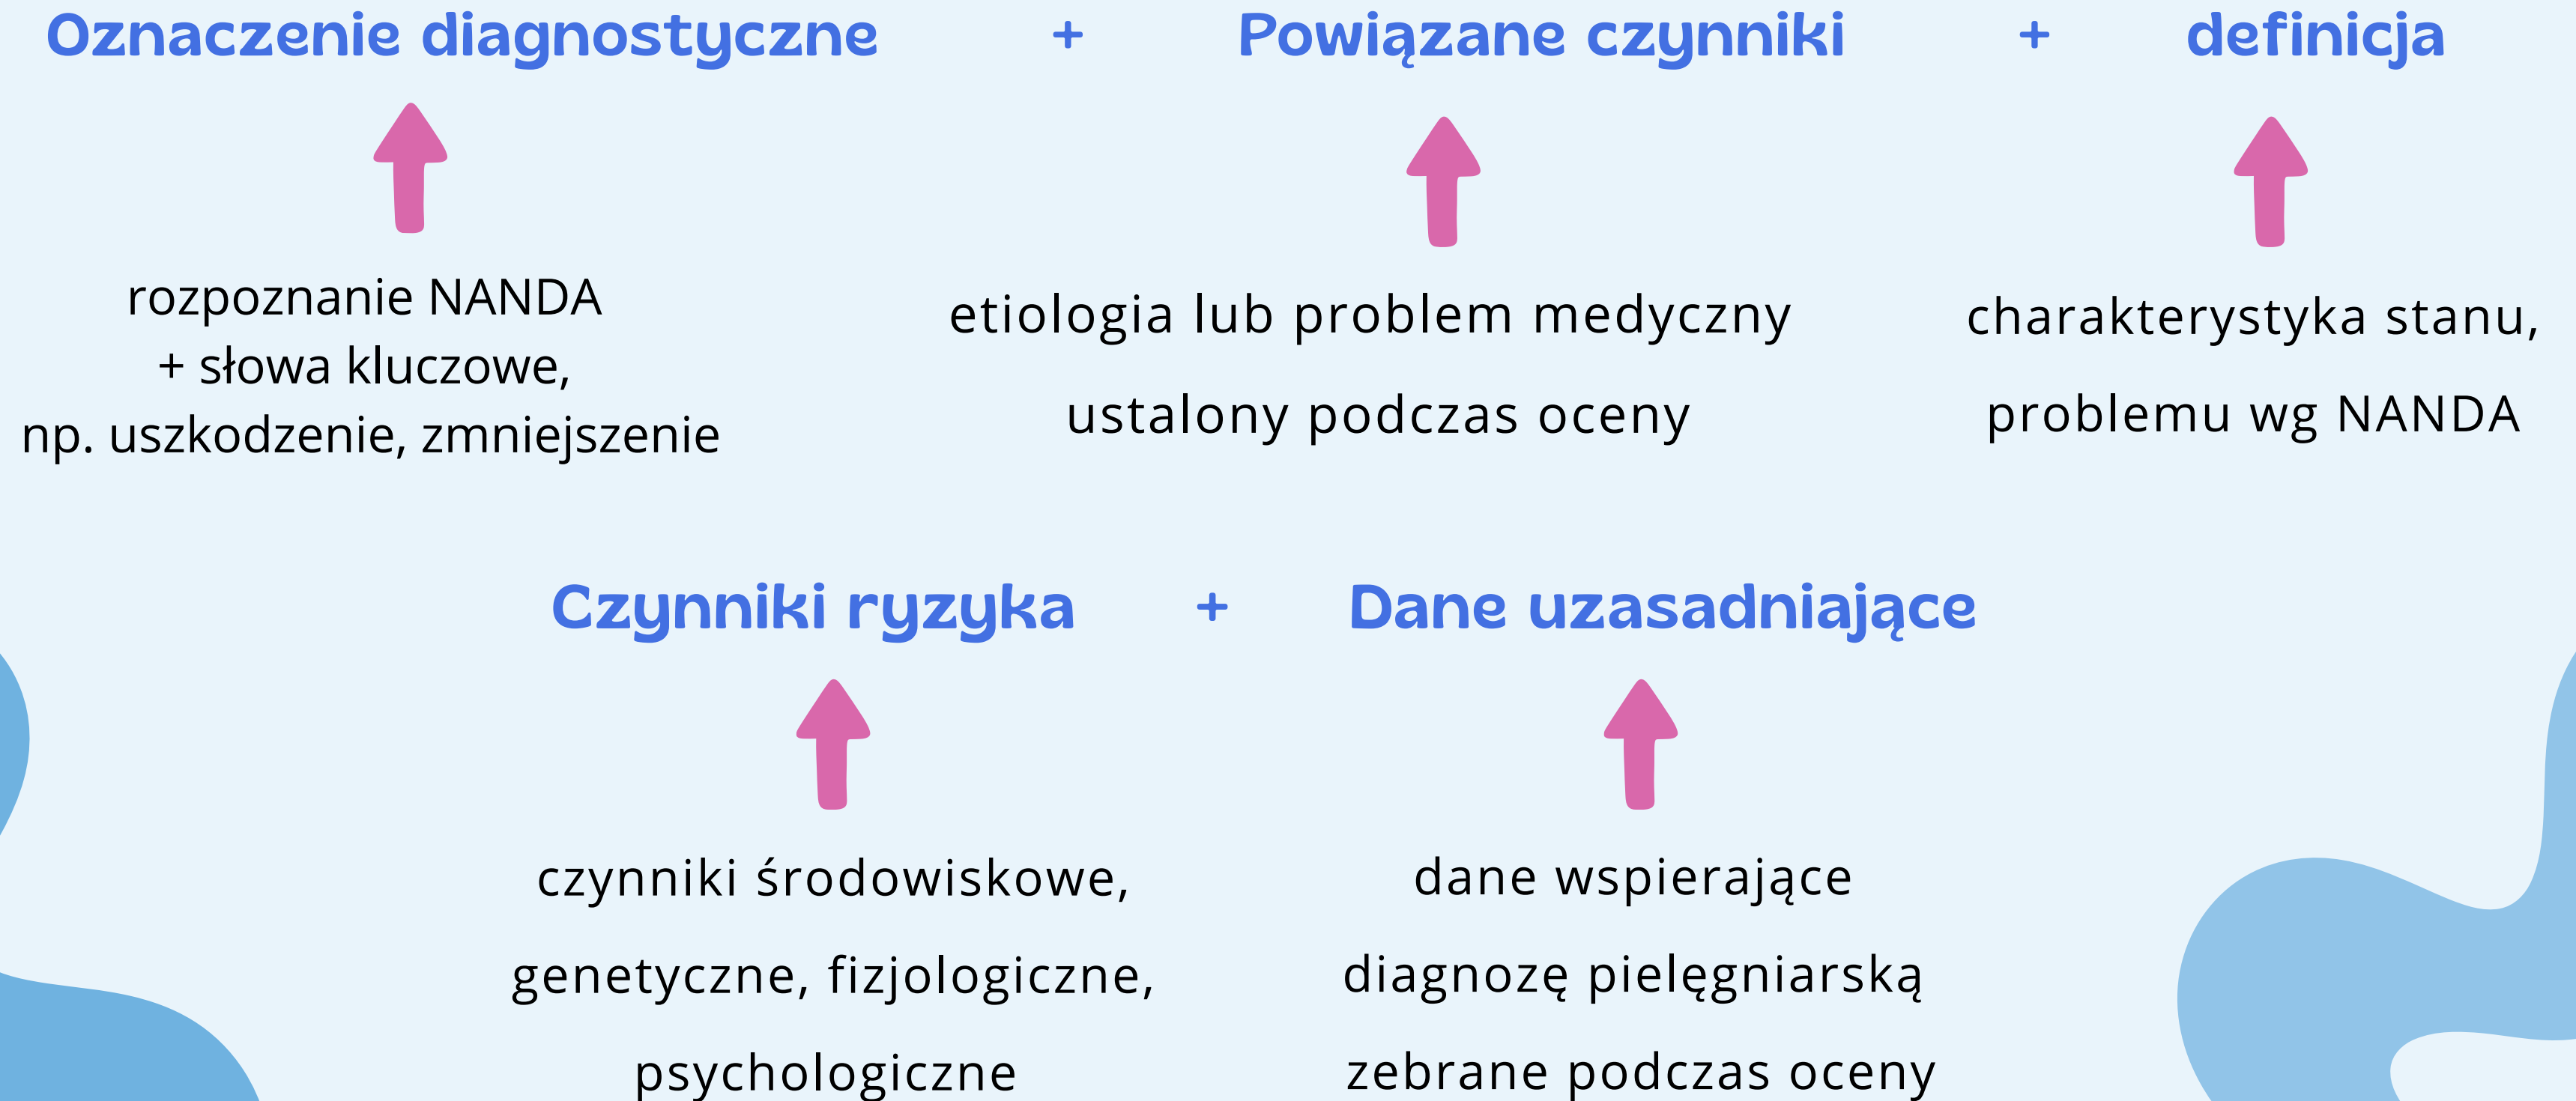 Oznaczenie diagnostyczne + Powiązane czynniki + definicja
rozpoznanie NANDA
+ słowa kluczowe,
np. uszkodzenie, zmniejszenie
etiologia lub problem medyczny
ustalony podczas oceny
charakterystyka stanu,
problemu wg NANDA
Czynniki ryzyka + Dane uzasadniające
czynniki środowiskowe,
genetyczne, fizjologiczne,
psychologiczne
dane wspierające
diagnozę pielęgniarską
zebrane podczas oceny